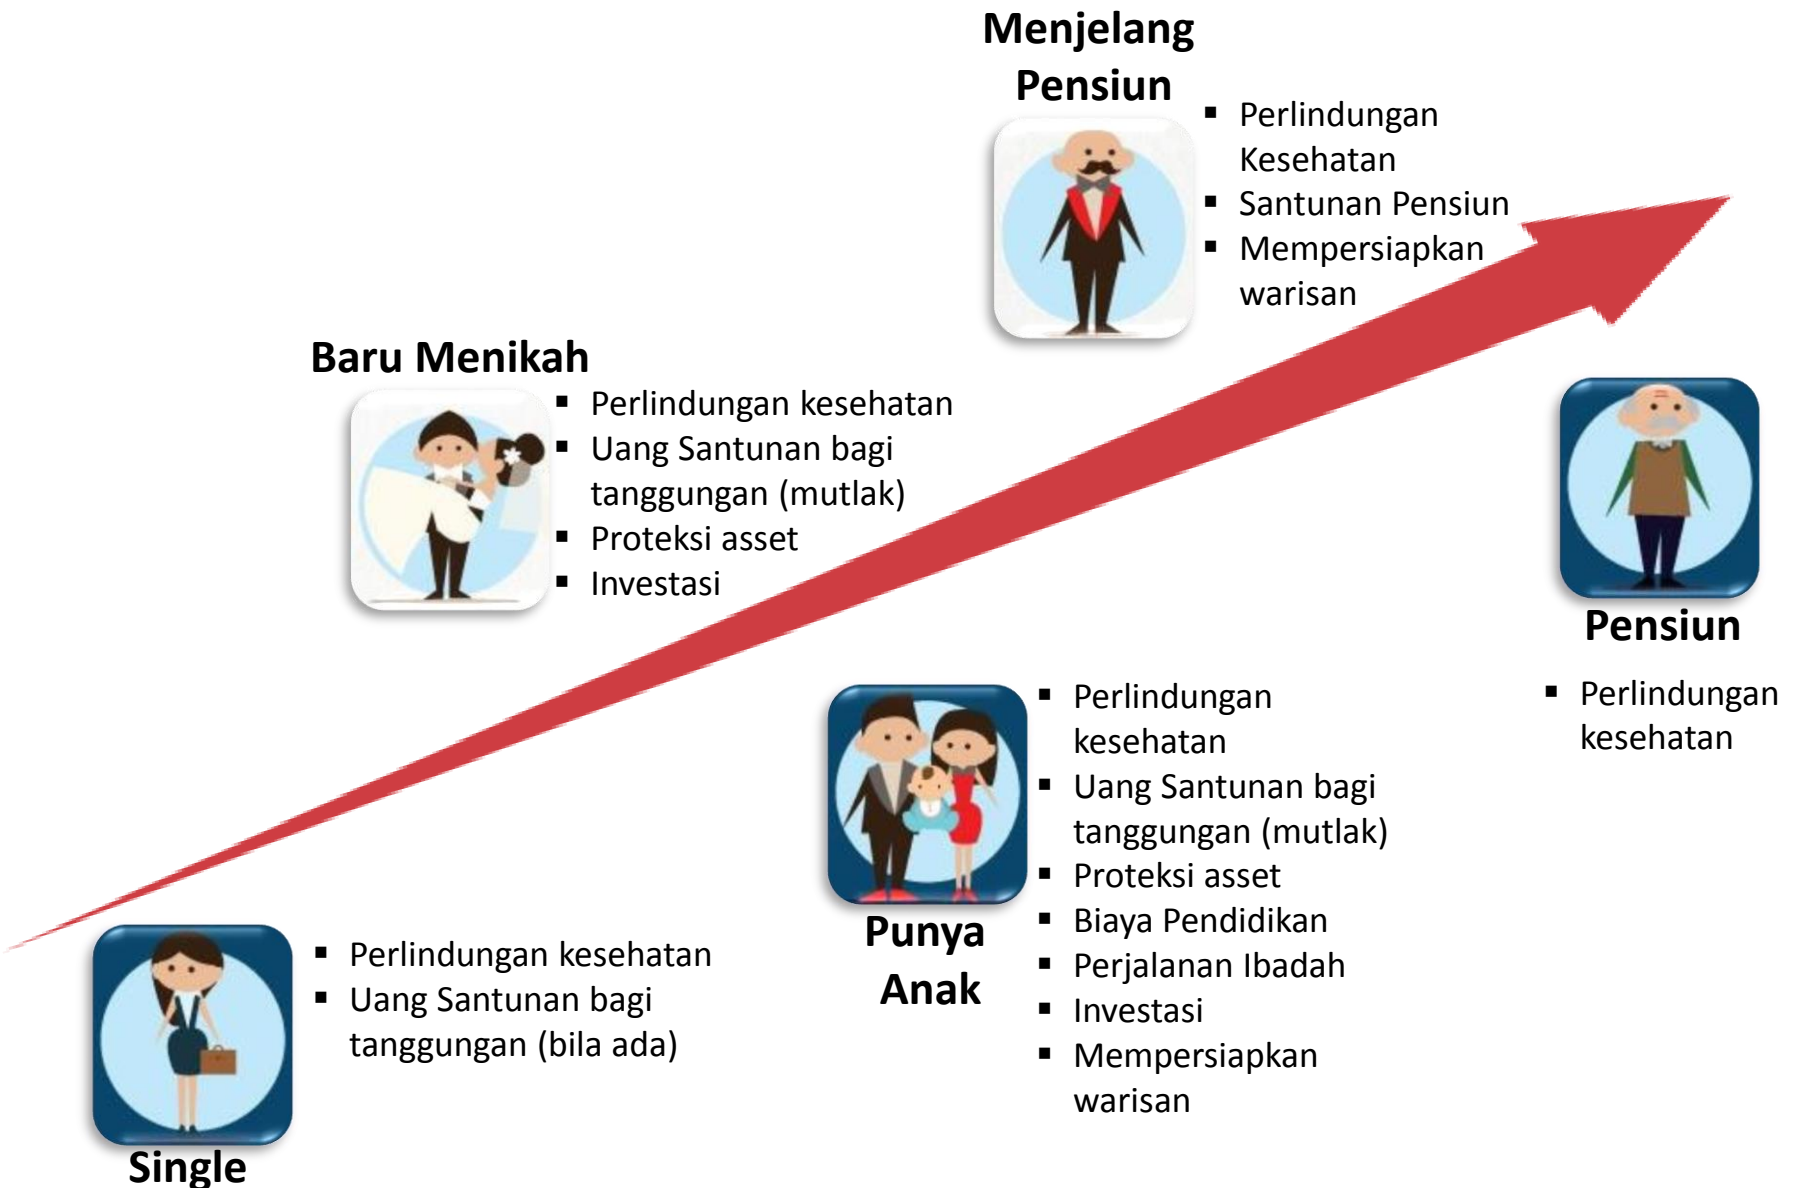 Menjelang
Pensiun
▪ Perlindungan
Kesehatan
▪ Santunan Pensiun
▪ Mempersiapkan
warisan
Baru Menikah
▪ Perlindungan kesehatan
▪ Uang Santunan bagi
tanggungan (mutlak)
▪ Proteksi asset
▪ Investasi
Pensiun
▪ Perlindungan
kesehatan
▪ Perlindungan
kesehatan
▪ Uang Santunan bagi
tanggungan (mutlak)
▪ Proteksi asset
▪ Biaya Pendidikan
▪ Perjalanan Ibadah
▪ Investasi
▪ Mempersiapkan
warisan
Punya
Anak
▪ Perlindungan kesehatan
▪ Uang Santunan bagi
tanggungan (bila ada)
Single